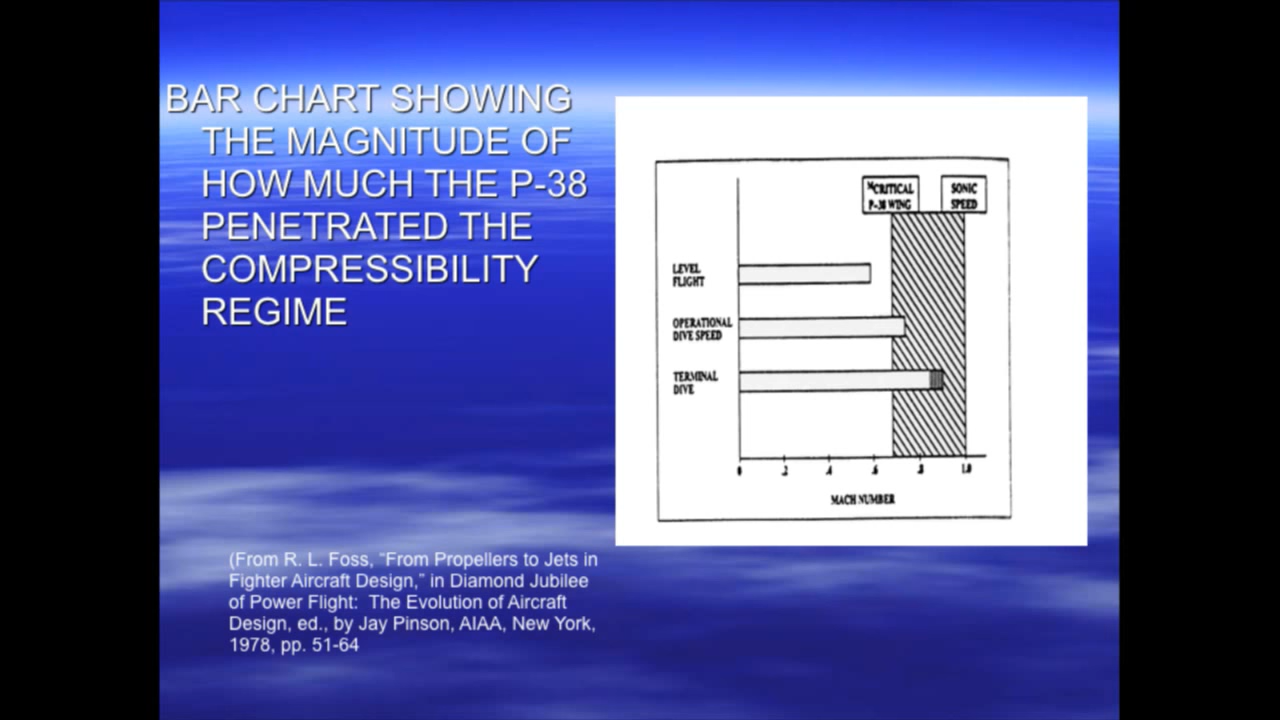 BAR CHART SHOWING
THE MAGNITUDE OF
HOW MUCH THE P-38
PENETRATED THE
COMPRESSIBILITY
REGIME
(From R. L. Foss, “From Propellers to Jets in
Fighter Aircraft Design,” in Diamond Jubilee
of Power Flight: The Evolution of Aircraft
Design, ed., by Jay Pinson, AIAA, New York,
1978, pp. 51-64
MCRITICAL
P-38 WING
SONIC
SPEED
LEVEL
FLIGHT
OPERATIONAL
DIVE SPEED
TERMINAL
DIVE
0 .2 .4 .6 .8 1.0
MACH NUMBER